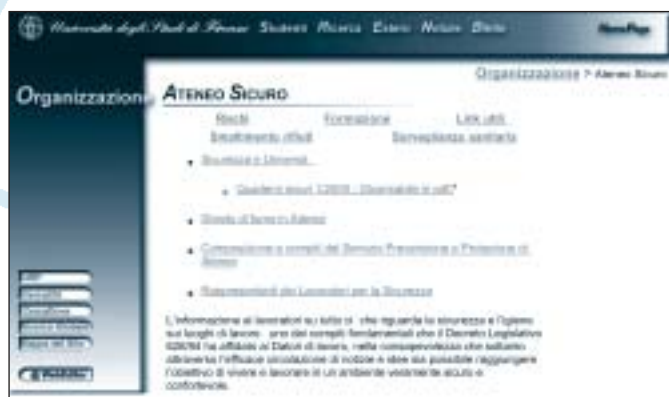 Università degli Studi di Firenze Studenti Ricerca Estero Notizie Diritto
HomePage
Organizzazione > Ateneo Sicuro
Organizzazione
ATENEO SICURO
Rischi Formazione Link utili
Smaltimento rifiuti Sorveglianza sanitaria
Sicurezza e Università
Divieto di fumo in Ateneo
Composizione e compiti del Servizio Prevenzione e Protezione di
Ateneo
Rappresentanti dei Lavoratori per la Sicurezza
Mappa del Sito
L'informazione ai lavoratori su tutto ciò che riguarda la sicurezza e l'igiene
sui luoghi di lavoro uno dei compiti fondamentali che il Decreto Legislativo
626/94 ha affidato ai Datori di lavoro, nella consapevolezza che soltanto
attraverso l'efficace circolazione di notizie e idee sia possibile raggiungere
l'obiettivo di vivere e lavorare in un ambiente veramente sicuro e
confortevole.